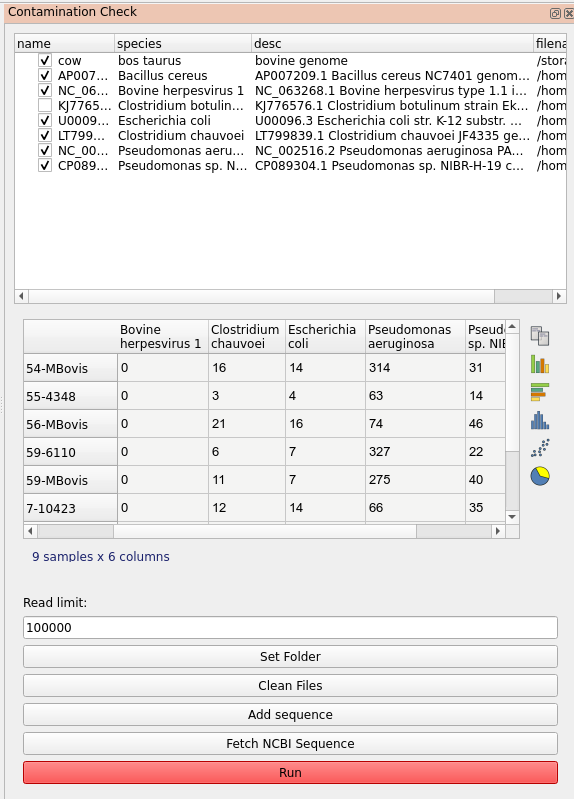 Contamination Check
name species desc filena
cow bos taurus bovine genome /stora
AP007... Bacillus cereus AP007209.1 Bacillus cereus NC7401 genom... /hom
NC_06... Bovine herpesvirus 1 NC_063268.1 Bovine herpesvirus type 1.1 i... /hom
KJ7765... Clostridium botulin... KJ776576.1 Clostridium botulinum strain Ek... /hom
U0009... Escherichia coli U00096.3 Escherichia coli str. K-12 substr. ... /hom
LT799... Clostridium chauvoei LT799839.1 Clostridium chauvoei JF4335 ge... /hom
NC_00... Pseudomonas aeru... NC_002516.2 Pseudomonas aeruginosa PA... /hom
CP089... Pseudomonas sp. N... CP089304.1 Pseudomonas sp. NIBR-H-19 c... /hom
Bovine Clostridium Escherichia Pseudomonas Pseud
herpesvirus 1 chauvoei coli aeruginosa sp. NIB
54-MBovis 0 16 14 314 31
55-4348 0 3 4 63 14
56-MBovis 0 21 16 74 46
59-6110 0 6 7 327 22
59-MBovis 0 11 7 275 40
7-10423 0 12 14 66 35
9 samples x 6 columns
Read limit:
100000
Set Folder
Clean Files
Add sequence
Fetch NCBI Sequence
Run